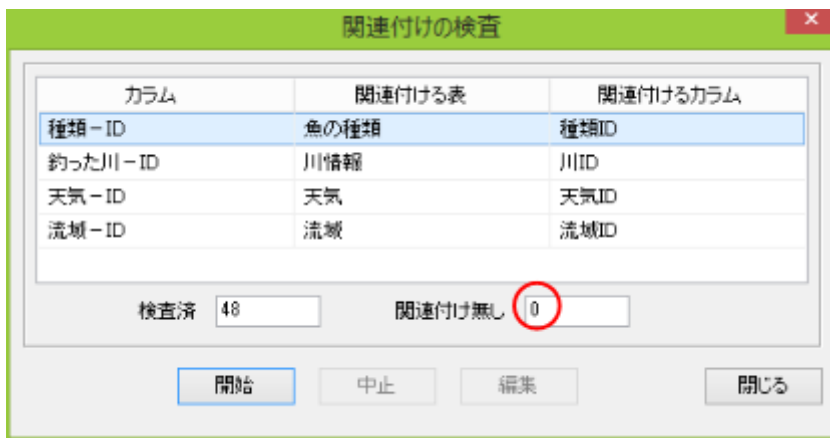 関連付けの検査
カラム 関連付ける表 関連付けるカラム
種類－ID 魚の種類 種類ID
釣った川－ID 川情報 川ID
天気－ID 天気 天気ID
流域－ID 流域 流域ID
検査済 48 関連付け無し 0
開始 中止 編集 閉じる